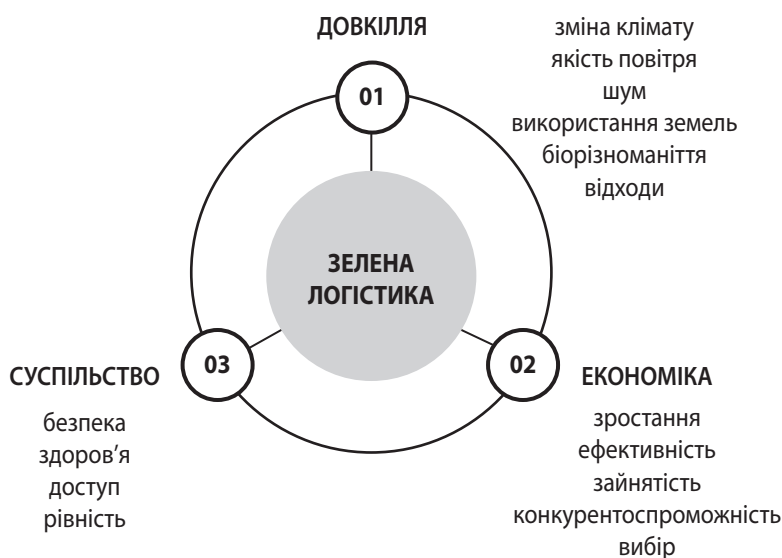 ДОВКІЛЛЯ
зміна клімату
якість повітря
шум
використання земель
біорізноманіття
відходи
01
ЗЕЛЕНА
ЛОГІСТИКА
03
02
СУСПІЛЬСТВО
безпека
здоров’я
доступ
рівність
ЕКОНОМІКА
зростання
ефективність
зайнятість
конкурентоспроможність
вибір